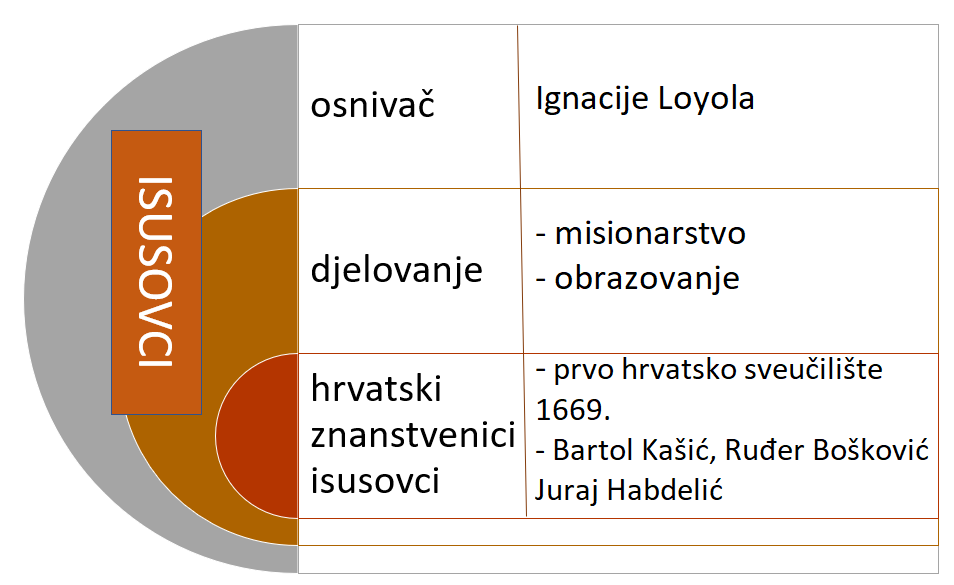 ISUSOVCI
osnivač
Ignacije Loyola
djelovanje
- misionarstvo
- obrazovanje
hrvatski
znanstvenici
isusovci
- prvo hrvatsko sveučilište
1669.
- Bartol Kašić, Ruđer Bošković
Juraj Habdelić